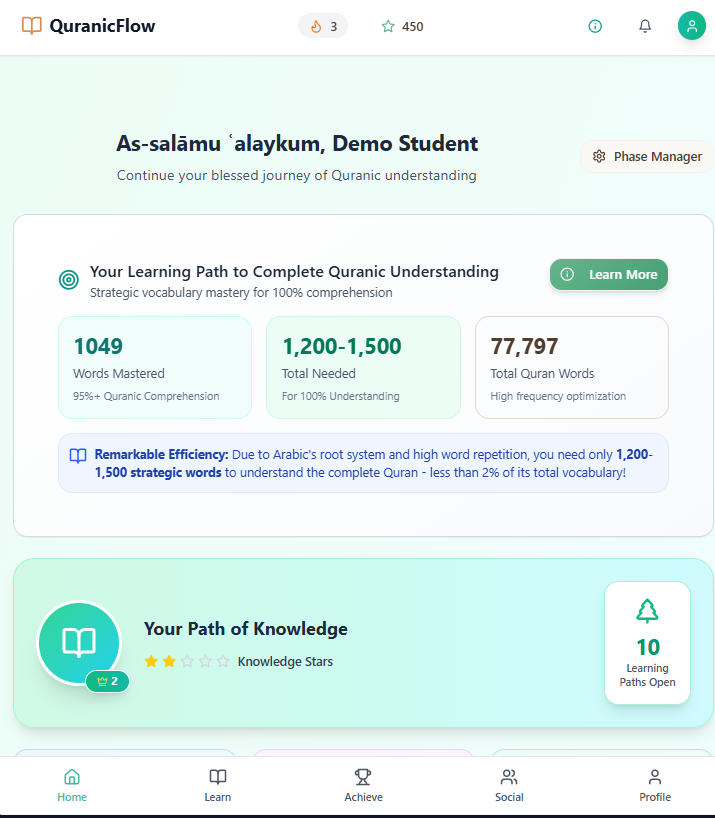 QuranicFlow
3
450
As-salāmu ʿalaykum, Demo Student
Continue your blessed journey of Quranic understanding
Phase Manager
Your Learning Path to Complete Quranic Understanding
Strategic vocabulary mastery for 100% comprehension
Learn More
1049
Words Mastered
95%+ Quranic Comprehension
1,200-1,500
Total Needed
For 100% Understanding
77,797
Total Quran Words
High frequency optimization
Remarkable Efficiency: Due to Arabic's root system and high word repetition, you need only 1,200-
1,500 strategic words to understand the complete Quran - less than 2% of its total vocabulary!
Your Path of Knowledge
Knowledge Stars
2
10
Learning
Paths Open
Home
Learn
Achieve
Social
Profile